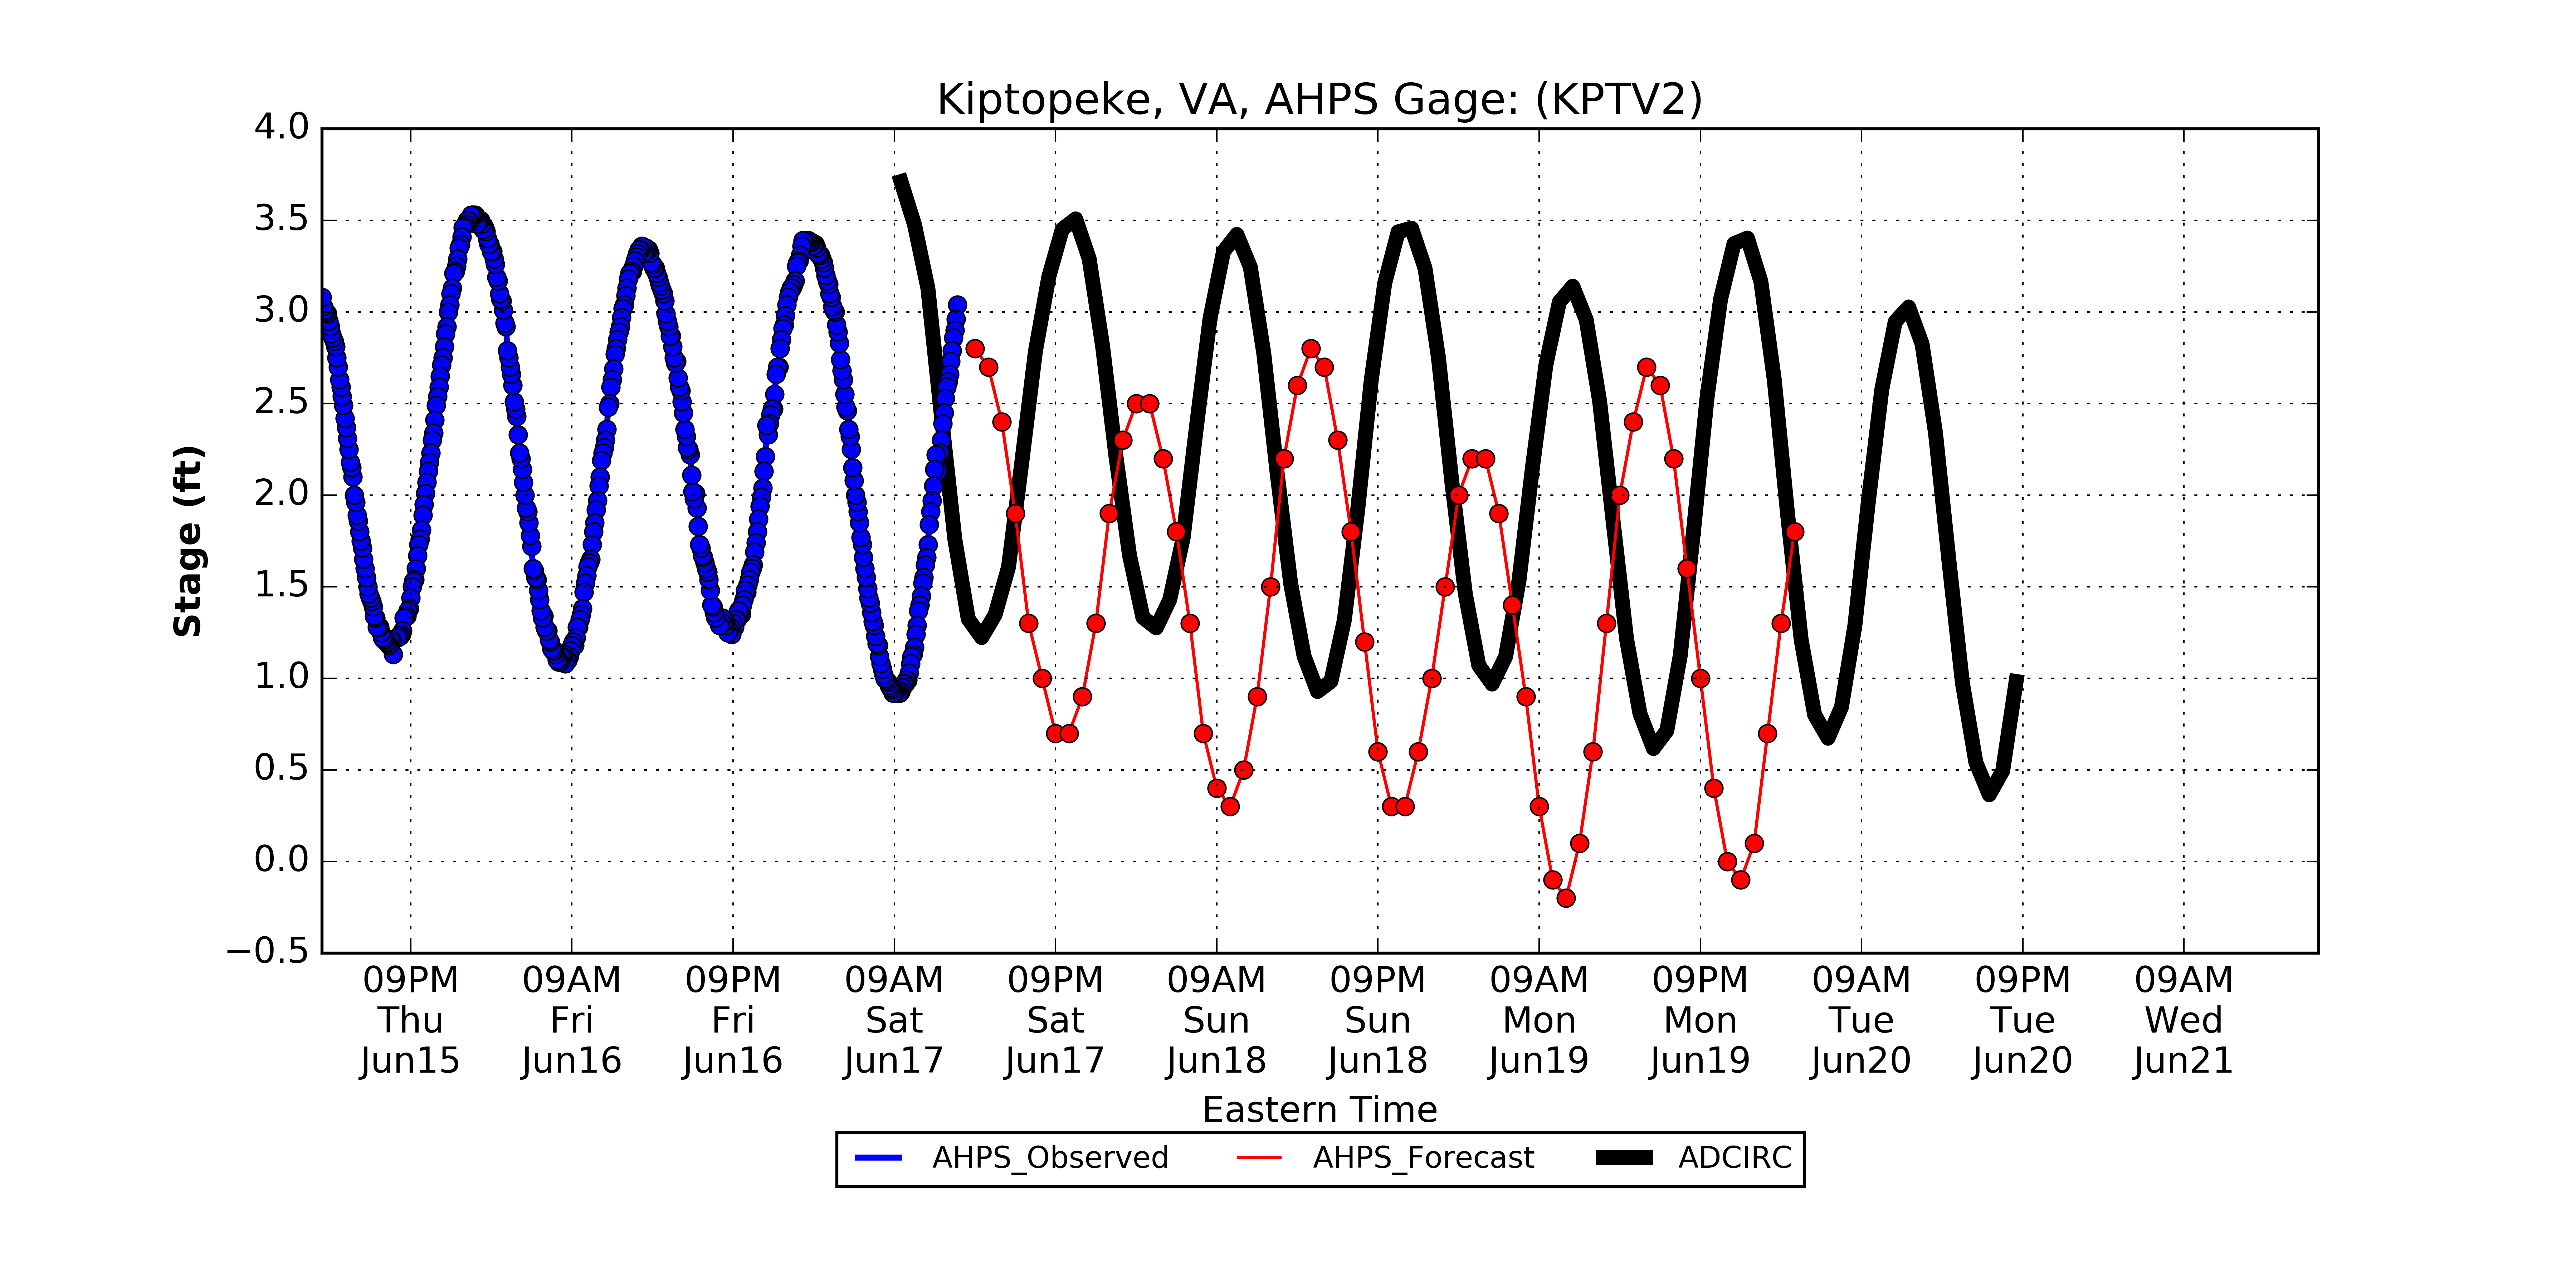 Kiptopeke, VA, AHPS Gage: (KPTV2)
4.0
3.5
3.0
2.5
2.0
1.5
1.0
0.5
0.0
−0.5
Stage (ft)
09PM 09AM 09PM 09AM 09PM 09AM 09PM 09AM 09PM 09AM 09PM 09AM
Thu Fri Fri Sat Sat Sun Sun Mon Mon Tue Tue Wed
Jun15 Jun16 Jun16 Jun17 Jun17 Jun18 Jun18 Jun19 Jun19 Jun20 Jun20 Jun21
Eastern Time
AHPS_Observed AHPS_Forecast ADCIRC